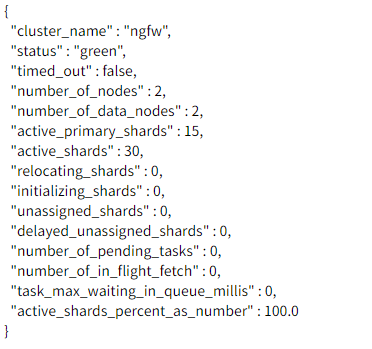 {
"cluster_name" : "ngfw",
"status" : "green",
"timed_out" : false,
"number_of_nodes" : 2,
"number_of_data_nodes" : 2,
"active_primary_shards" : 15,
"active_shards" : 30,
"relocating_shards" : 0,
"initializing_shards" : 0,
"unassigned_shards" : 0,
"delayed_unassigned_shards" : 0,
"number_of_pending_tasks" : 0,
"number_of_in_flight_fetch" : 0,
"task_max_waiting_in_queue_millis" : 0,
"active_shards_percent_as_number" : 100.0
}